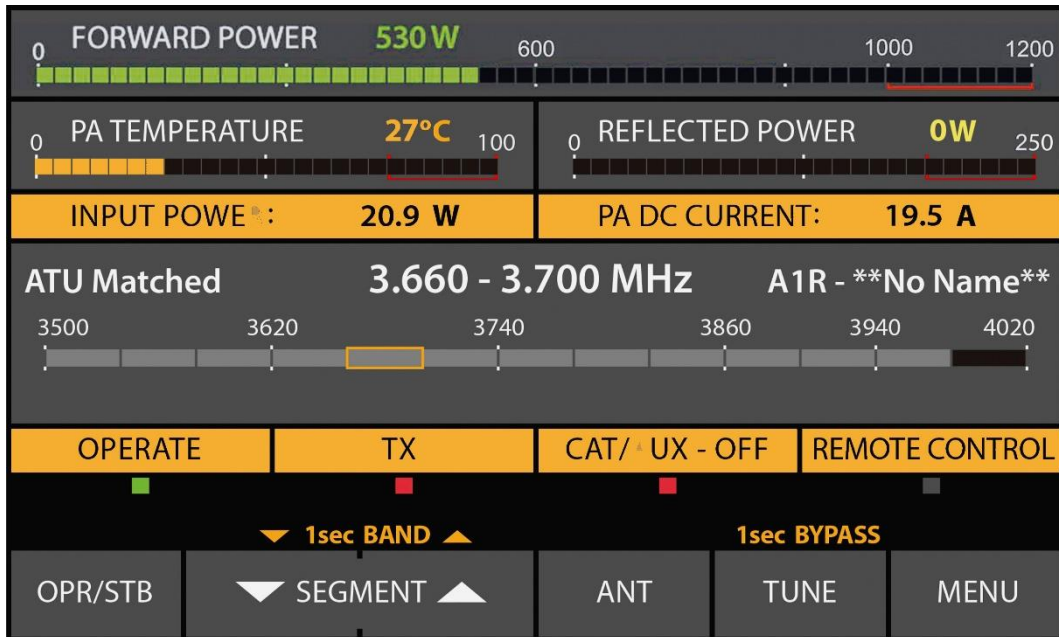 FORWARD POWER 530 W
0 600 1000 1200
PA TEMPERATURE 27ºC
0 100
REFLECTED POWER 0W
0 250
INPUT POWE : 20.9 W
PA DC CURRENT: 19.5 A
ATU Matched 3.660 - 3.700 MHz A1R - **No Name**
3500 3620 3740 3860 3940 4020
OPERATE TX CAT/ UX - OFF REMOTE CONTROL
1sec BAND 1sec BYPASS
OPR/STB SEGMENT ANT TUNE MENU